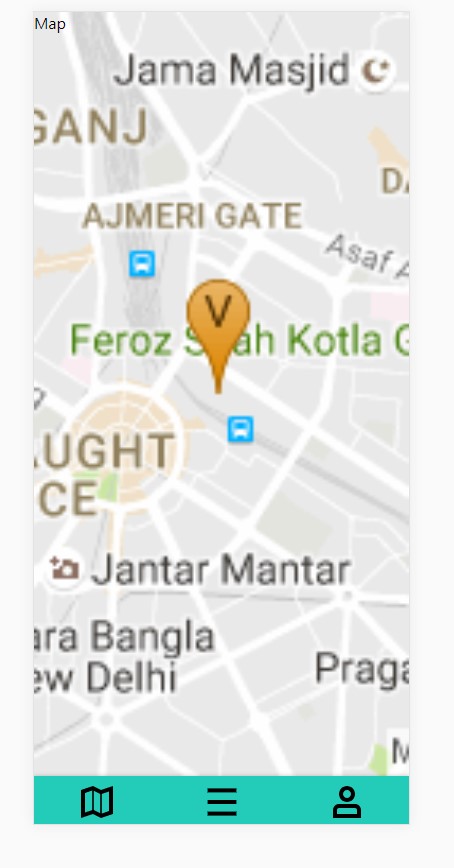 Map
Jama Masjid
GANJ
DA
AJMERI GATE
Asaf A
V
Feroz S ah Kotla G
AUGHT
CE
Jantar Mantar
ara Bangla
ew Delhi
Praga
M